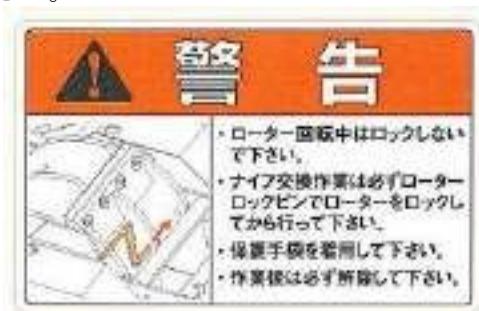 警告
・ローター回転中はロックしない
で下さい。
・ナイフ交換作業は必ずローター
ロックピンでローターをロックし
てから行って下さい。
・保護手袋を着用して下さい。
・作業後は必ず解除して下さい。